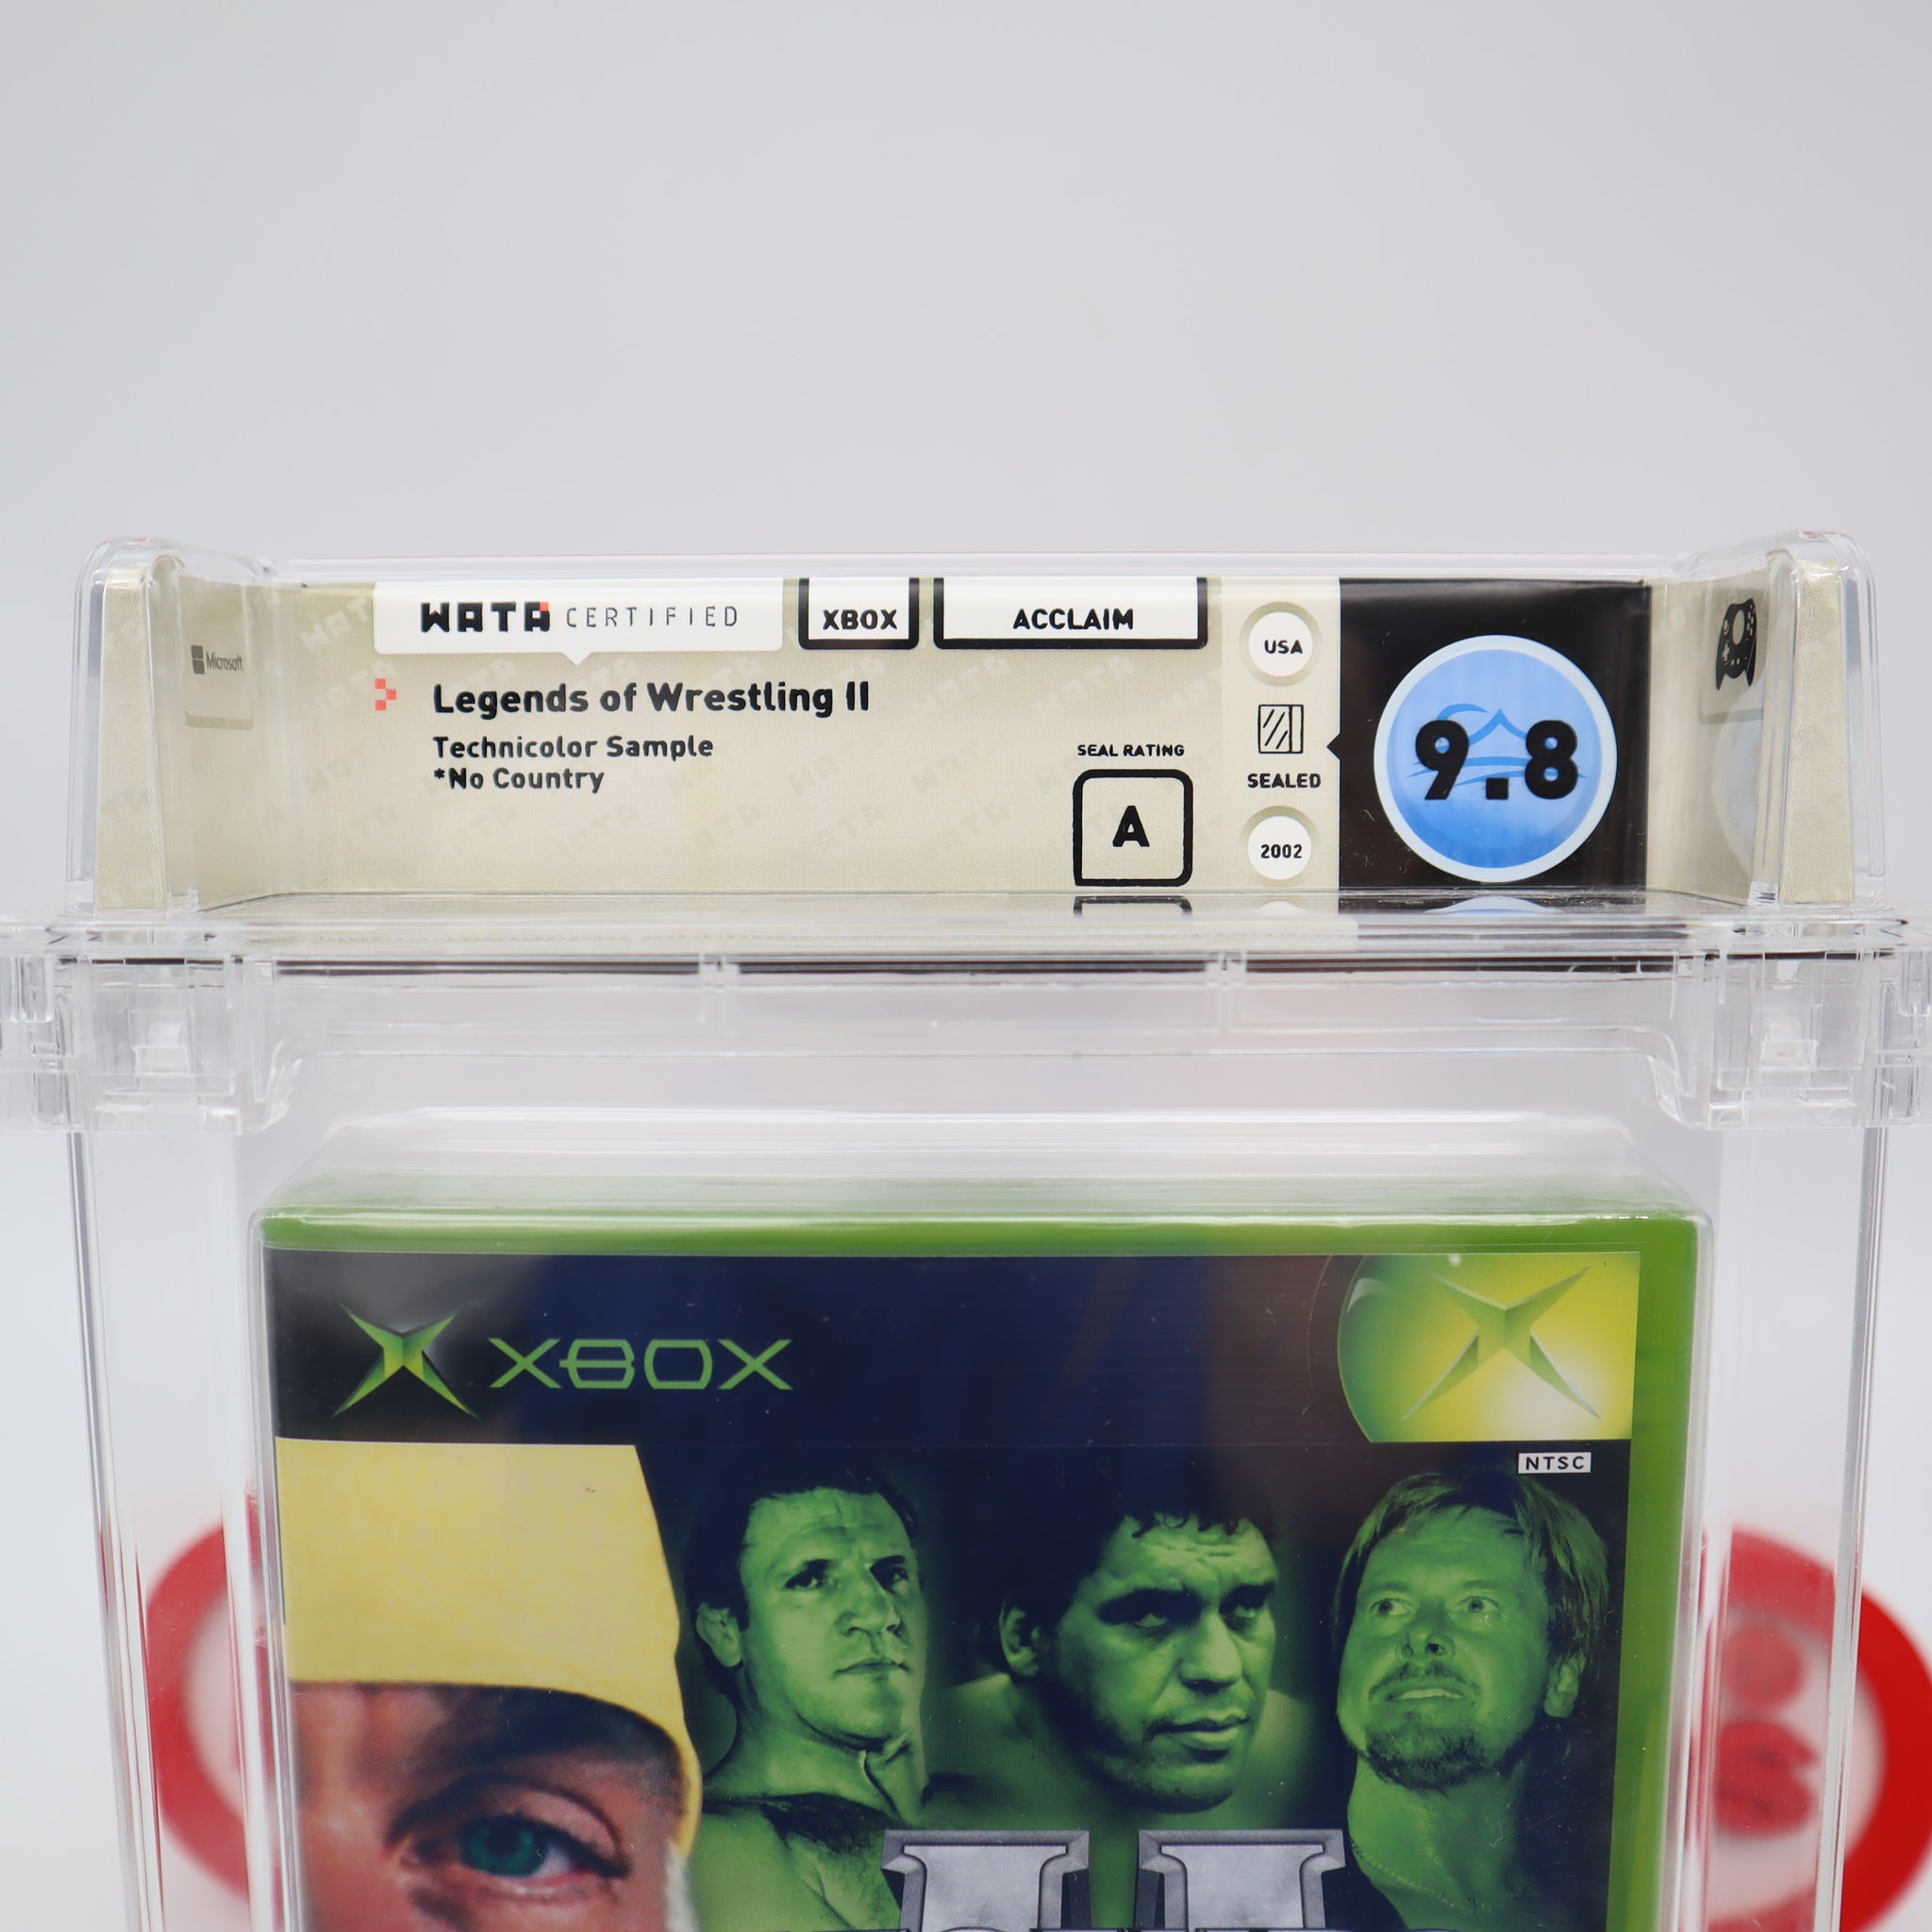 WATA CERTIFIED
XBOX
ACCLAIM
Microsoft
Legends of Wrestling II
Technicolor Sample
*No Country
SEAL RATING
A
USA
SEALED
2002
9.8
XBOX
NTSC
II